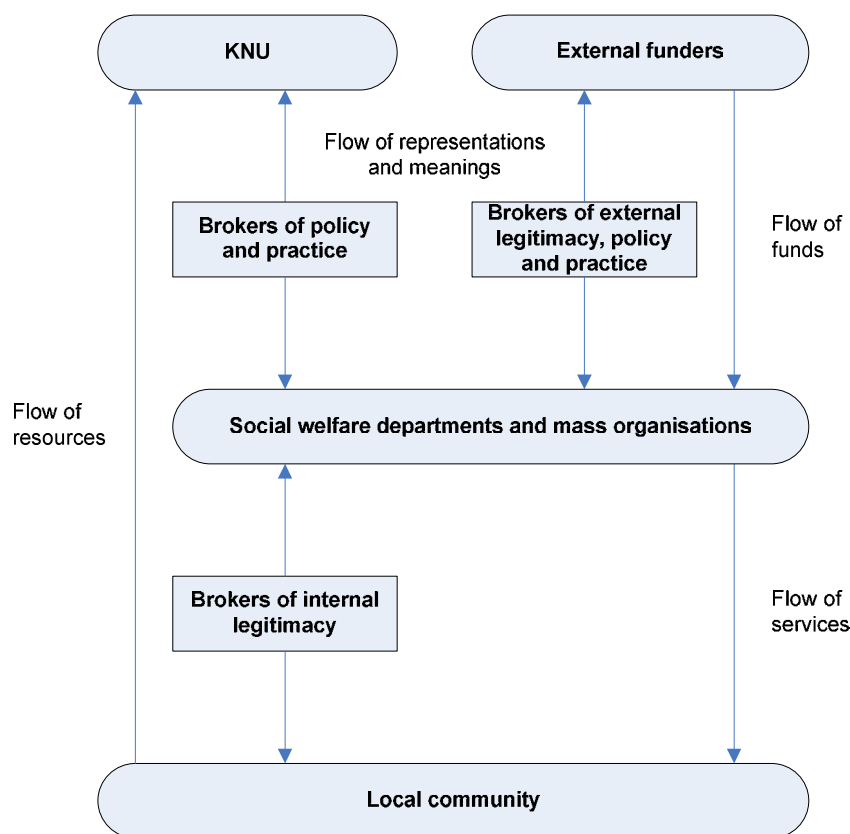 KNU
External funders
Flow of representations
and meanings
Brokers of policy
and practice
Brokers of external
legitimacy, policy
and practice
Flow of
funds
Flow of
resources
Social welfare departments and mass organisations
Brokers of internal
legitimacy
Flow of
services
Local community